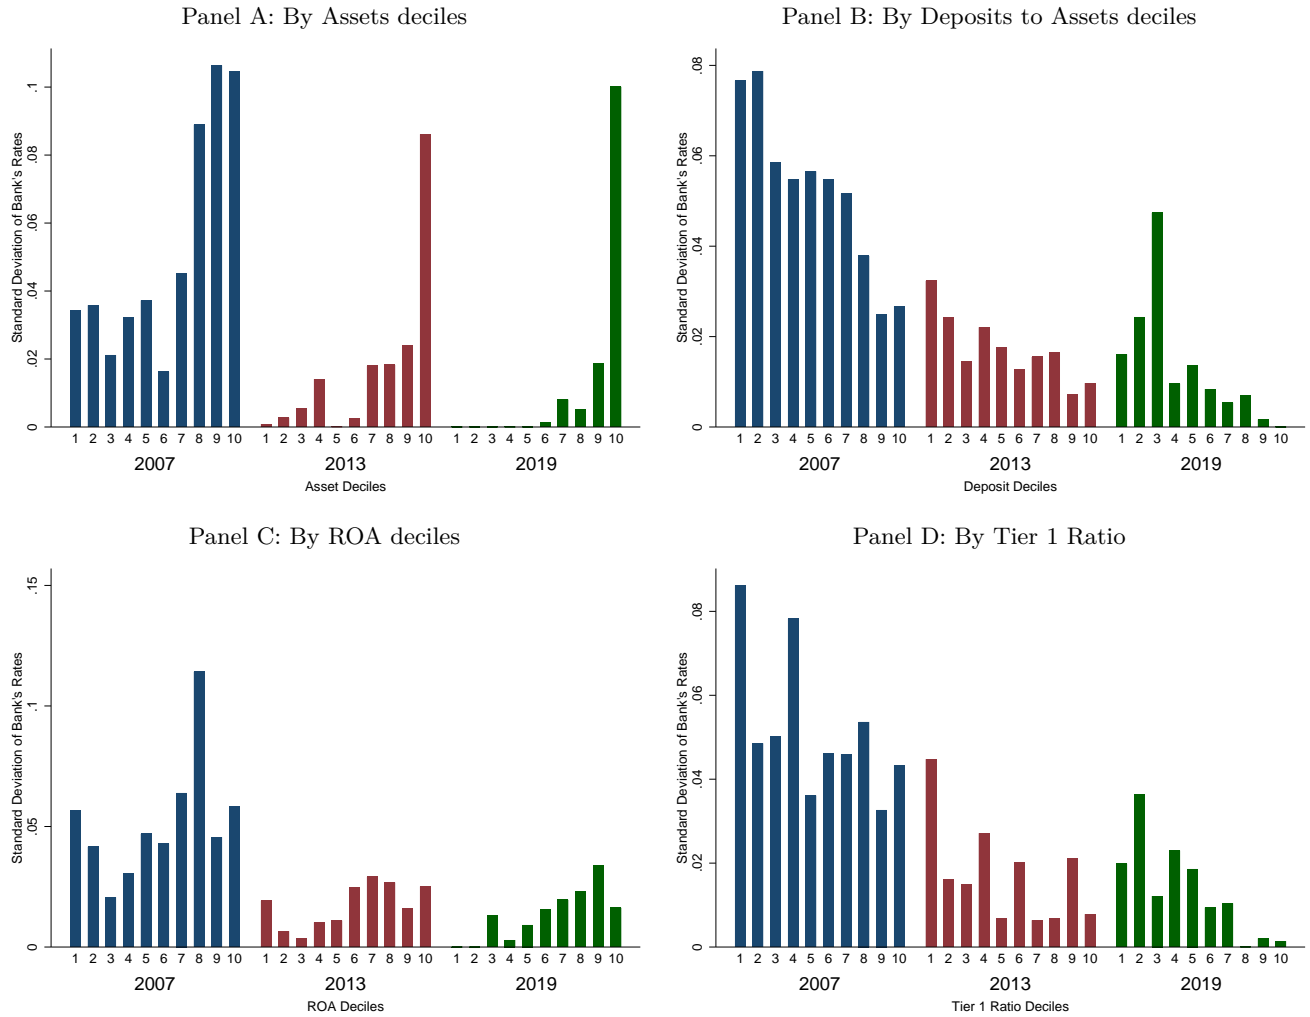 Panel A: By Assets deciles
Standard Deviation of Bank's Rates
.1
.08
.06
.04
.02
0
1 2 3 4 5 6 7 8 9 10 1 2 3 4 5 6 7 8 9 10 1 2 3 4 5 6 7 8 9 10
2007 2013 2019
Asset Deciles
Panel B: By Deposits to Assets deciles
Standard Deviation of Bank's Rates
.08
.06
.04
.02
0
1 2 3 4 5 6 7 8 9 10 1 2 3 4 5 6 7 8 9 10 1 2 3 4 5 6 7 8 9 10
2007 2013 2019
Deposit Deciles
Panel C: By ROA deciles
Standard Deviation of Bank's Rates
.15
.1
.05
0
1 2 3 4 5 6 7 8 9 10 1 2 3 4 5 6 7 8 9 10 1 2 3 4 5 6 7 8 9 10
2007 2013 2019
ROA Deciles
Panel D: By Tier 1 Ratio
Standard Deviation of Bank's Rates
.08
.06
.04
.02
0
1 2 3 4 5 6 7 8 9 10 1 2 3 4 5 6 7 8 9 10 1 2 3 4 5 6 7 8 9 10
2007 2013 2019
Tier 1 Ratio Deciles